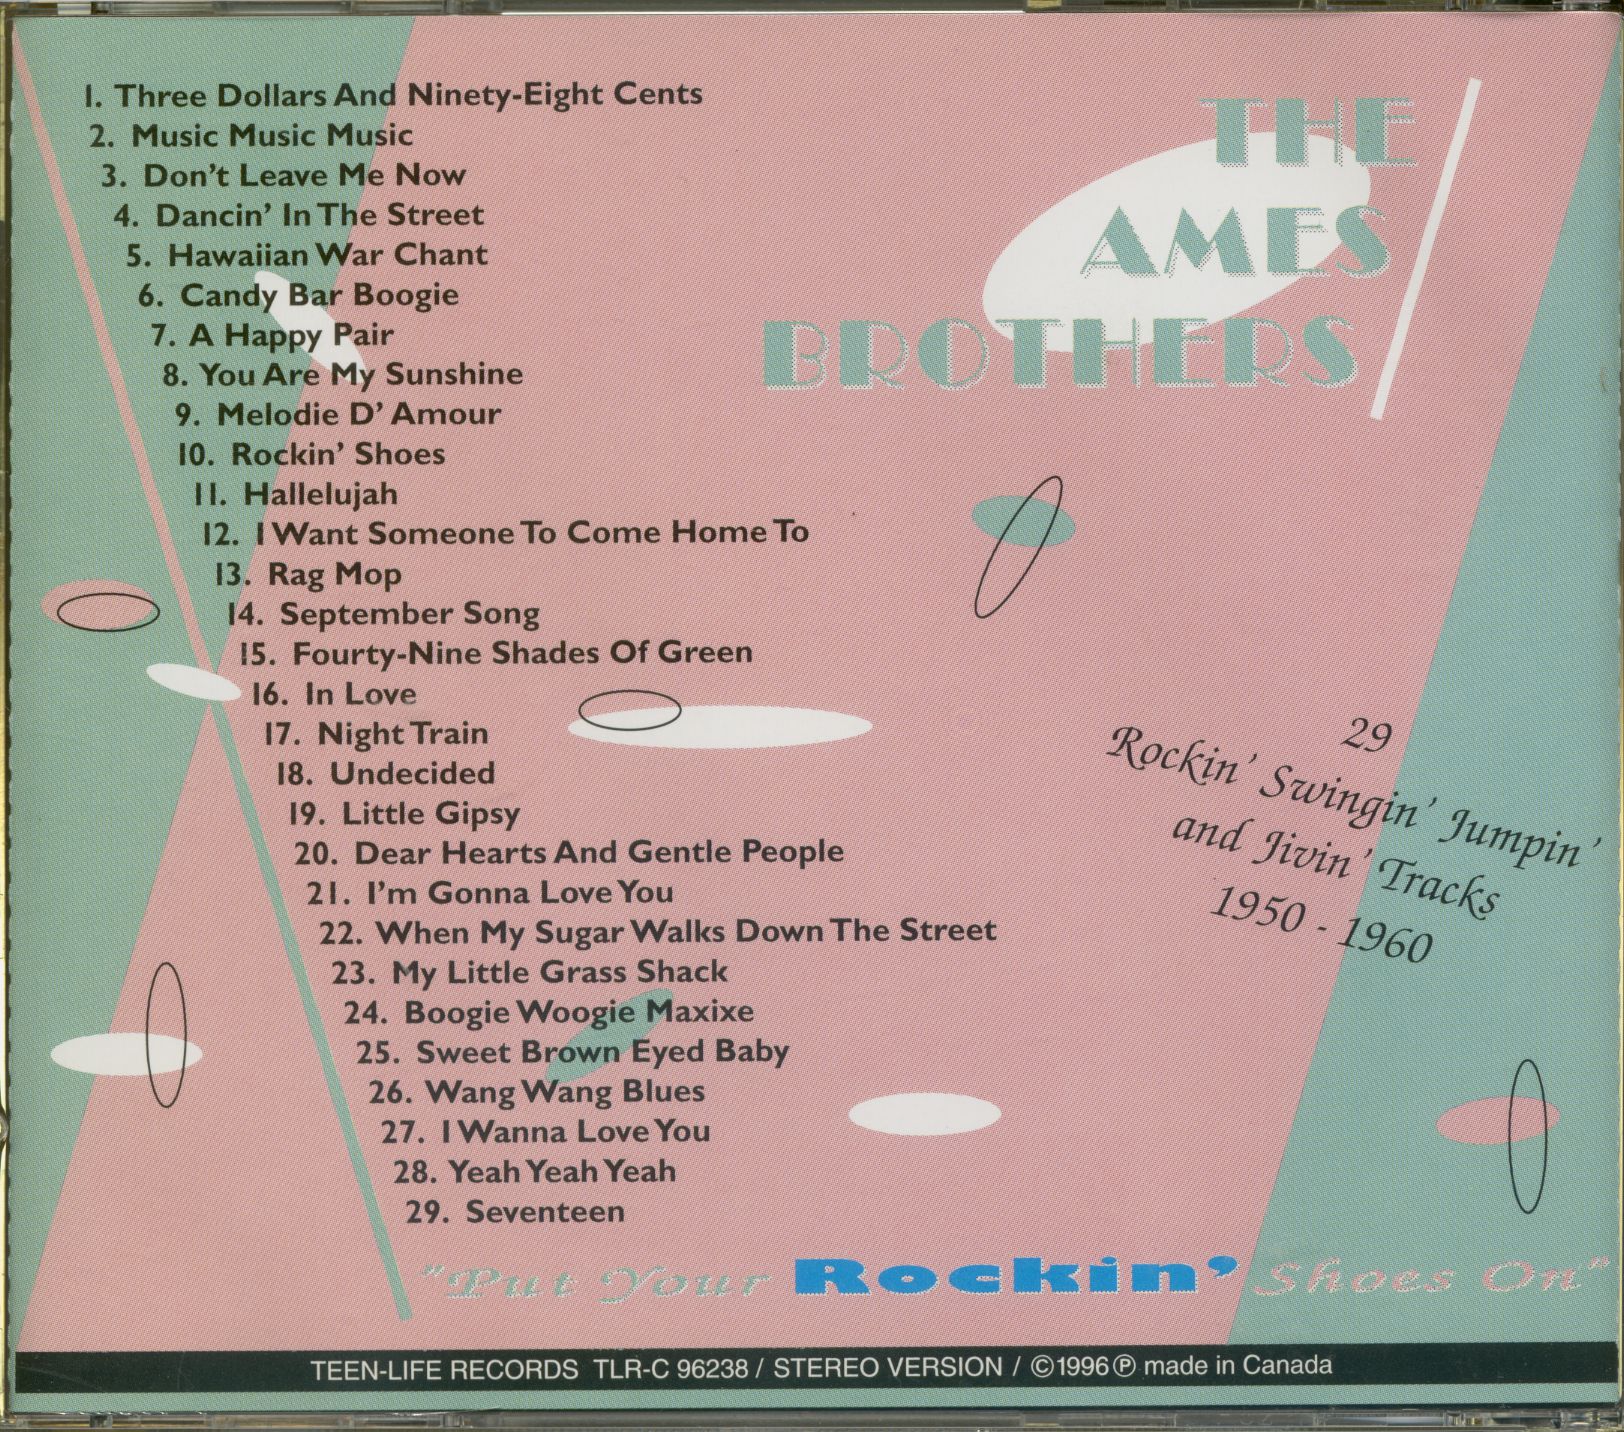 1. Three Dollars And Ninety-Eight Cents
2. Music Music Music
3. Don't Leave Me Now
4. Dancin' In The Street
5. Hawaiian War Chant
6. Candy Bar Boogie
7. A Happy Pair
8. You Are My Sunshine
9. Melodie D' Amour
10. Rockin' Shoes
11. Hallelujah
12. I Want Someone To Come Home To
13. Rag Mop
14. September Song
15. Fourty-Nine Shades Of Green
16. In Love
17. Night Train
18. Undecided
19. Little Gipsy
20. Dear Hearts And Gentle People
21. I'm Gonna Love You
22. When My Sugar Walks Down The Street
23. My Little Grass Shack
24. Boogie Woogie Maxixe
25. Sweet Brown Eyed Baby
26. Wang Wang Blues
27. I Wanna Love You
28. Yeah Yeah Yeah
29. Seventeen
THE
AMES
BROTHERS
29
Rockin' Swingin' Jumpin'
and Jivin' Tracks
1950 - 1960
"Put Your Rockin' Shoes On"
TEEN-LIFE RECORDS TLR-C 96238 / STEREO VERSION / ©1996℗ made in Canada